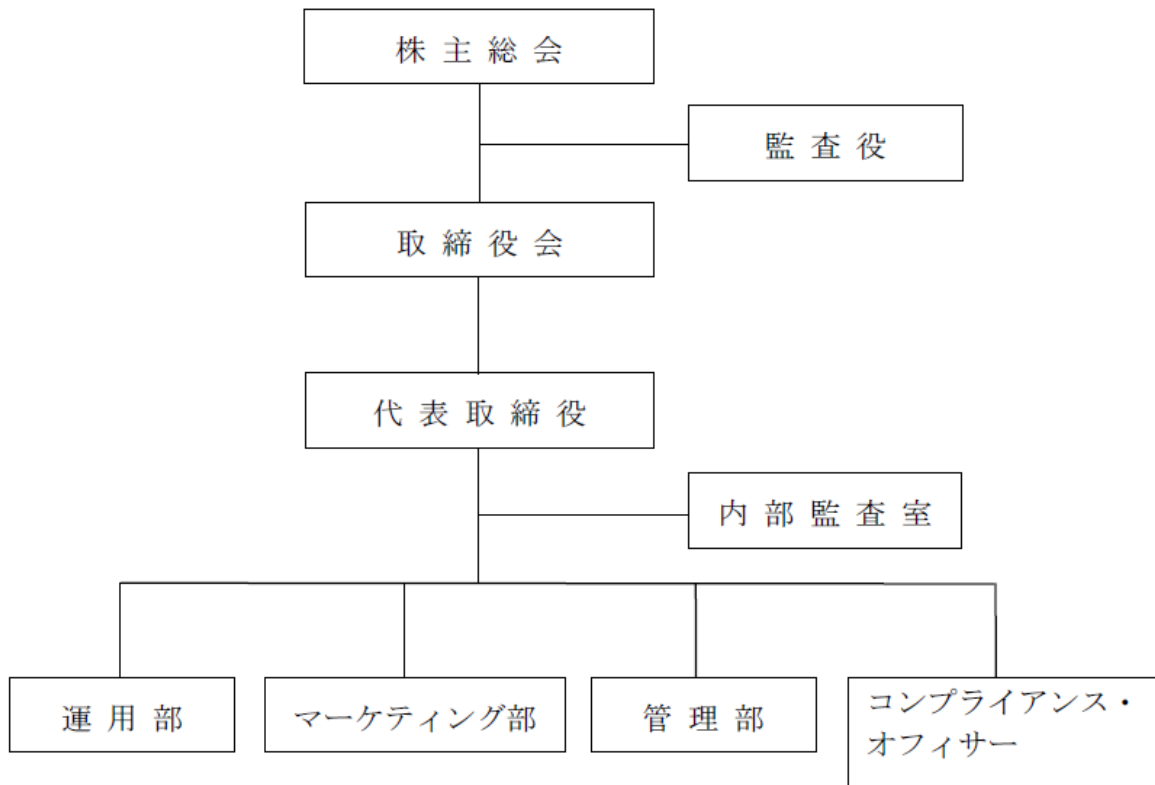 株主総会
監査役
取締役会
代表取締役
内部監査室
運用部
マーケティング部
管理部
コンプライアンス・
オフィサー